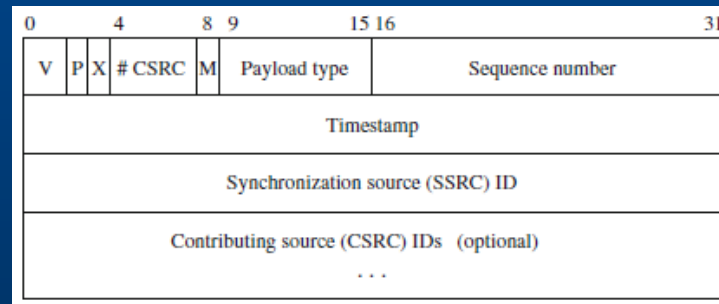 0 4 8 9 15 16 31
V P X # CSRC M Payload type Sequence number
Timestamp
Synchronization source (SSRC) ID
Contributing source (CSRC) IDs (optional)
. . .